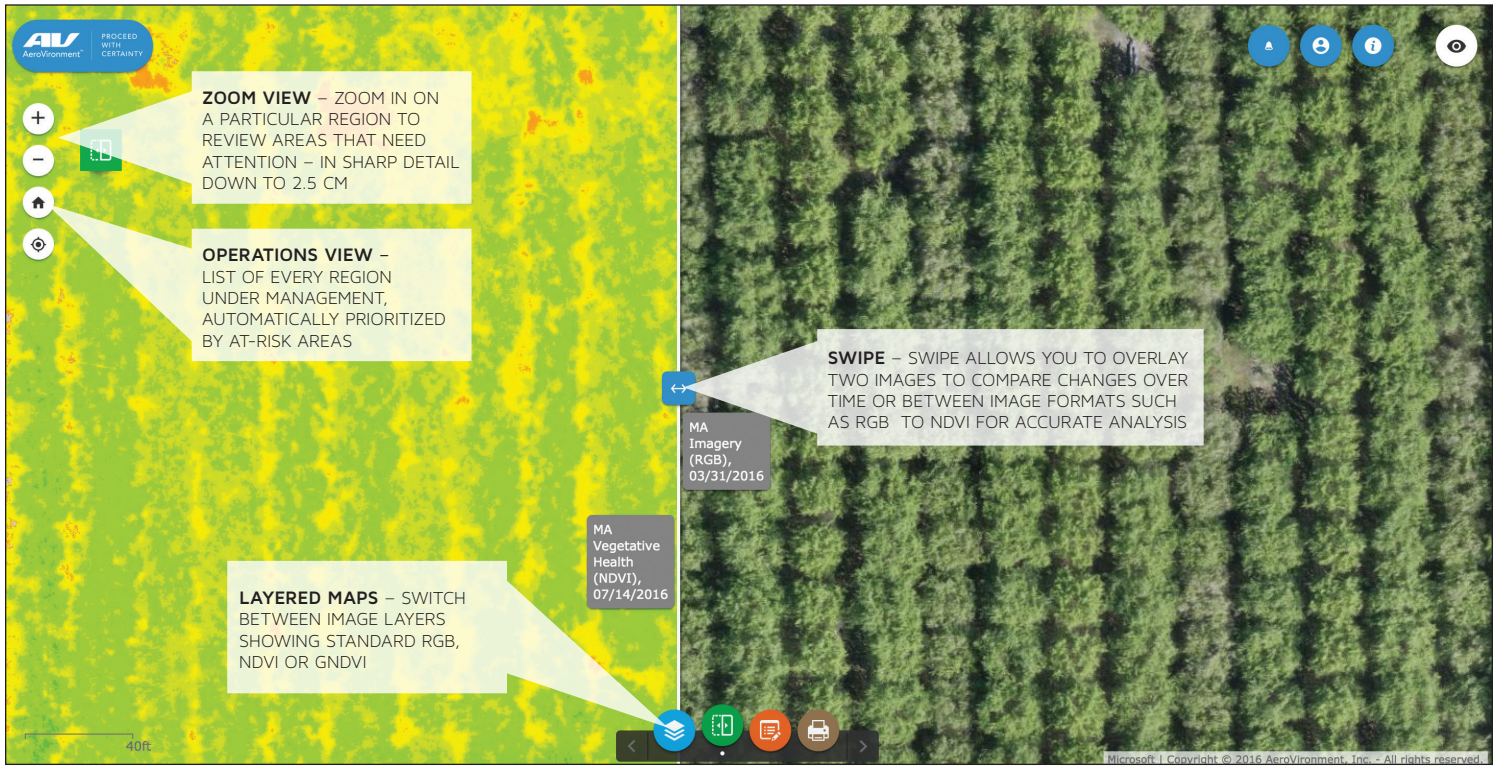 AV
AeroVironment™
PROCEED
WITH
CERTAINTY
ZOOM VIEW – ZOOM IN ON
A PARTICULAR REGION TO
REVIEW AREAS THAT NEED
ATTENTION – IN SHARP DETAIL
DOWN TO 2.5 CM
OPERATIONS VIEW –
LIST OF EVERY REGION
UNDER MANAGEMENT,
AUTOMATICALLY PRIORITIZED
BY AT-RISK AREAS
SWIPE – SWIPE ALLOWS YOU TO OVERLAY
TWO IMAGES TO COMPARE CHANGES OVER
TIME OR BETWEEN IMAGE FORMATS SUCH
AS RGB TO NDVI FOR ACCURATE ANALYSIS
MA
Imagery
(RGB),
03/31/2016
MA
Vegetative
Health
(NDVI),
07/14/2016
LAYERED MAPS – SWITCH
BETWEEN IMAGE LAYERS
SHOWING STANDARD RGB,
NDVI OR GNDVI
40ft
Microsoft | Copyright © 2016 AeroVironment, Inc. - All rights reserved.